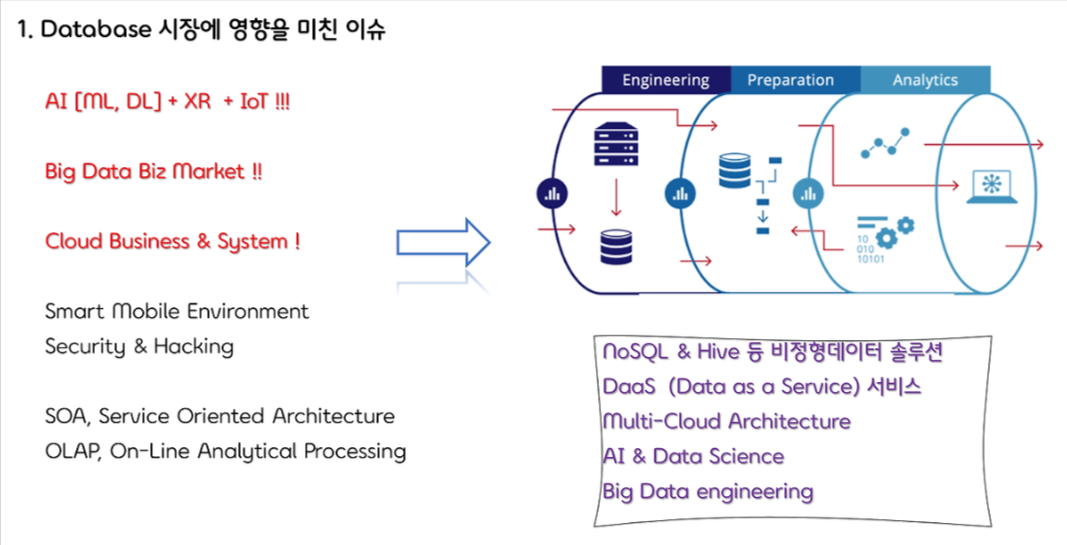 1. Database 시장에 영향을 미친 이슈
AI [ML, DL] + XR + IoT !!!
Big Data Biz Market !!
Cloud Business & System !
Smart Mobile Environment
Security & Hacking
SOA, Service Oriented Architecture
OLAP, On-Line Analytical Processing
Engineering
Preparation
Analytics
10
010
10101
NoSQL & Hive 등 비정형데이터 솔루션
DaaS (Data as a Service) 서비스
Multi-Cloud Architecture
AI & Data Science
Big Data engineering